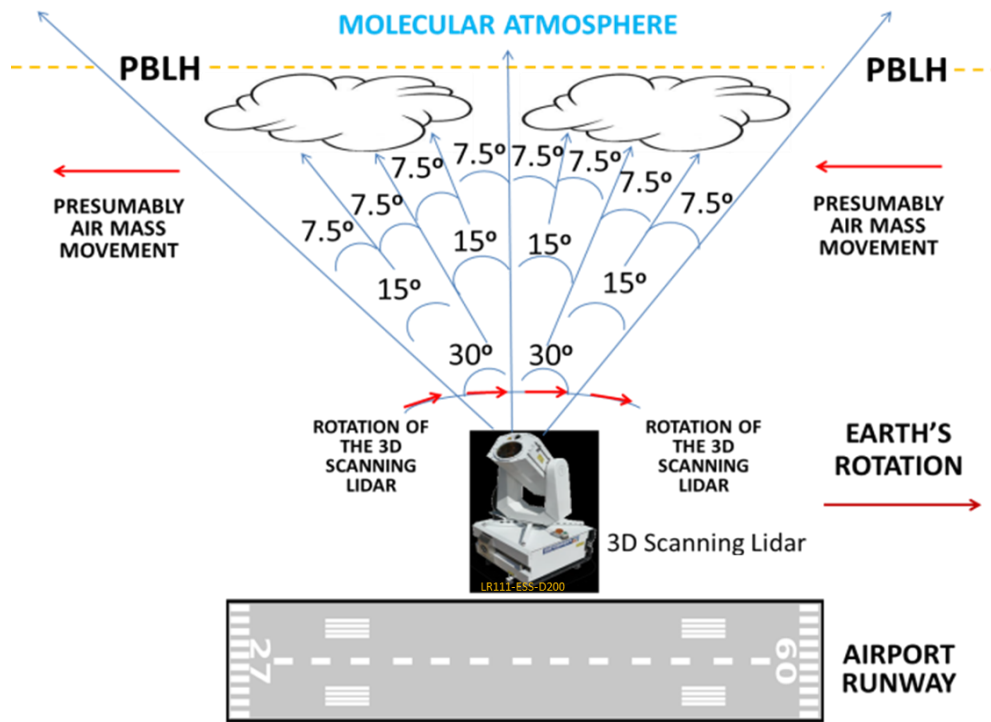 MOLECULAR ATMOSPHERE
PBLH
PBLH
7.5º
7.5º
7.5º
7.5º
7.5º
7.5º
7.5º
7.5º
PRESUMABLY
AIR MASS
MOVEMENT
PRESUMABLY
AIR MASS
MOVEMENT
15º
15º
15º
15º
30º
30º
ROTATION OF
THE 3D
SCANNING
LIDAR
ROTATION OF
THE 3D
SCANNING
LIDAR
EARTH'S
ROTATION
3D Scanning Lidar
LR111-ESS-D200
27
09
AIRPORT
RUNWAY